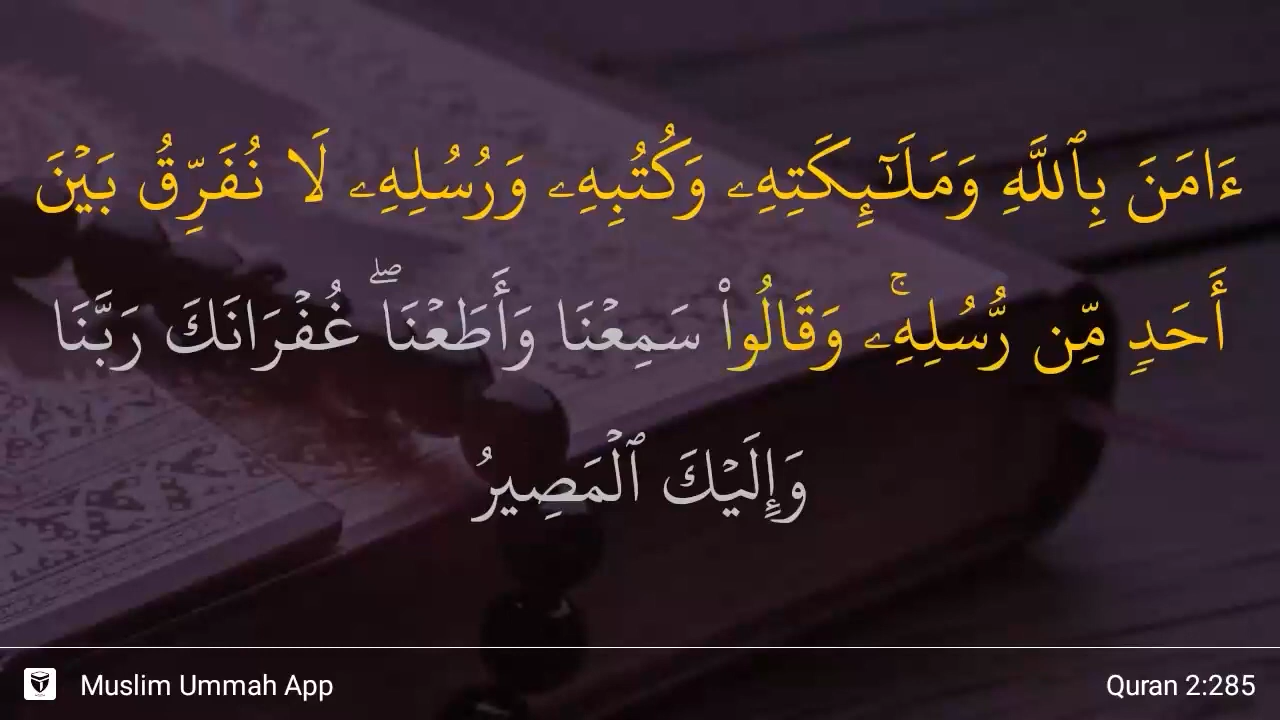 ءَامَنَ بِٱللَّهِ وَمَلَـٰٓئِكَتِهِۦ وَكُتُبِهِۦ وَرُسُلِهِۦ لَا نُفَرِّقُ بَيْنَ
أَحَدٍ مِّن رُّسُلِهِۦۚ وَقَالُوا۟ سَمِعْنَا وَأَطَعْنَاۖ غُفْرَانَكَ رَبَّنَا
وَإِلَيْكَ ٱلْمَصِيرُ
Muslim Ummah App
Quran 2:285